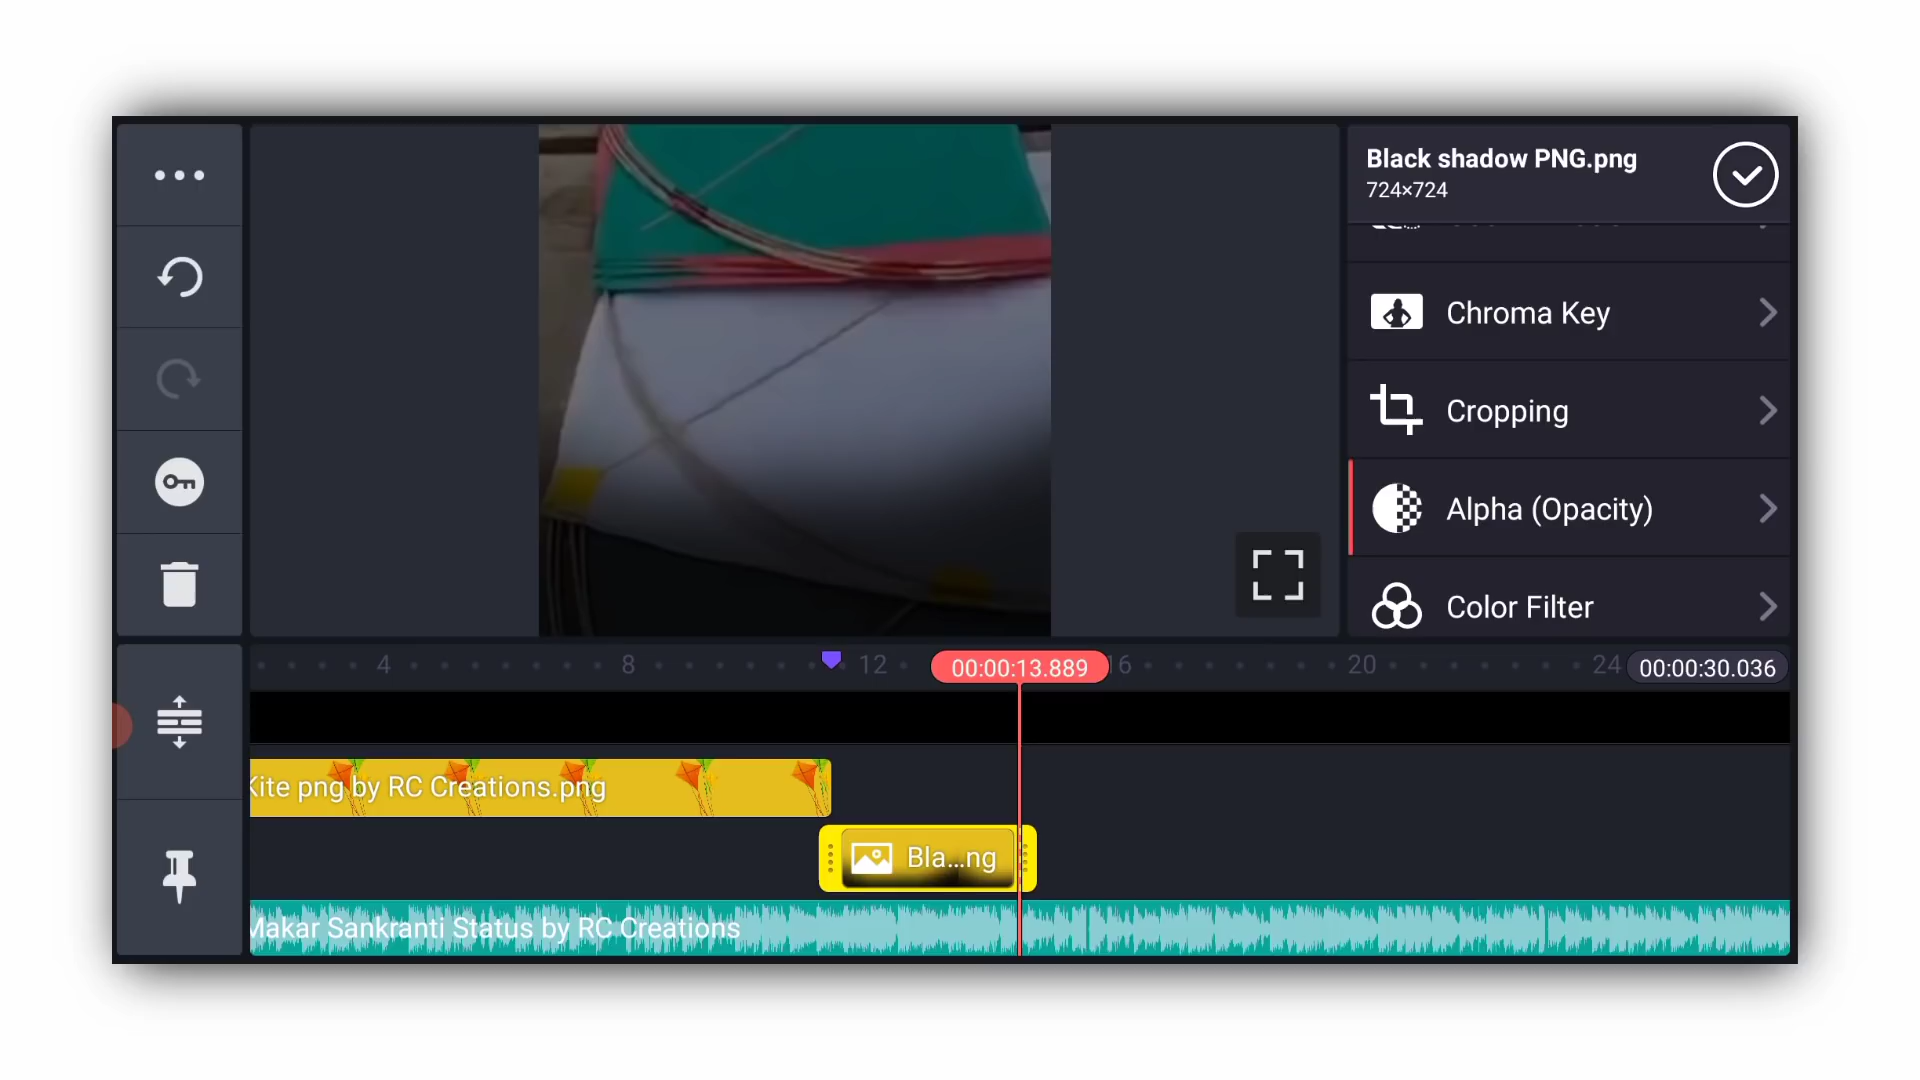 Black shadow PNG.png
724×724
Chroma Key
Cropping
Alpha (Opacity)
Color Filter
4
8
12
00:00:13.889
16
20
24
00:00:30.036
Kite png by RC Creations.png
Bla...ng
Makar Sankranti Status by RC Creations